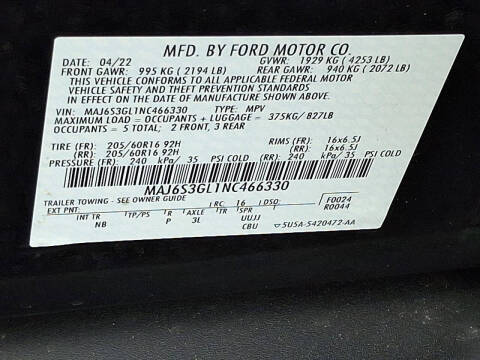 MFD. BY FORD MOTOR CO.
DATE: 04/22 GVWR: 1929 KG ( 4253 LB)
FRONT GAWR: 995 KG ( 2194 LB) REAR GAWR: 940 KG ( 2072 LB)
THIS VEHICLE CONFORMS TO ALL APPLICABLE FEDERAL MOTOR
VEHICLE SAFETY AND THEFT PREVENTION STANDARDS
IN EFFECT ON THE DATE OF MANUFACTURE SHOWN ABOVE.
VIN: MAJ6S3GL1NC466330 TYPE: MPV
MAXIMUM LOAD = OCCUPANTS + LUGGAGE = 375KG/ 827LB
OCCUPANTS = 5 TOTAL; 2 FRONT, 3 REAR
TIRE (FR): 205/60R16 92H RIMS (FR): 16x6.5J
(RR): 205/60R16 92H (RR): 16x6.5J
PRESSURE (FR): 240 kPa/ 35 PSI COLD (RR): 240 kPa/ 35 PSI COLD
MAJ6S3GL1NC466330
TRAILER TOWING - SEE OWNER GUIDE RC: 16 DSO: F0024
EXT PNT: R0044
INT TR TP/PS R AXLE TR SPR
NB P 3L UUJJ
CBU 5U5A-5420472-AA